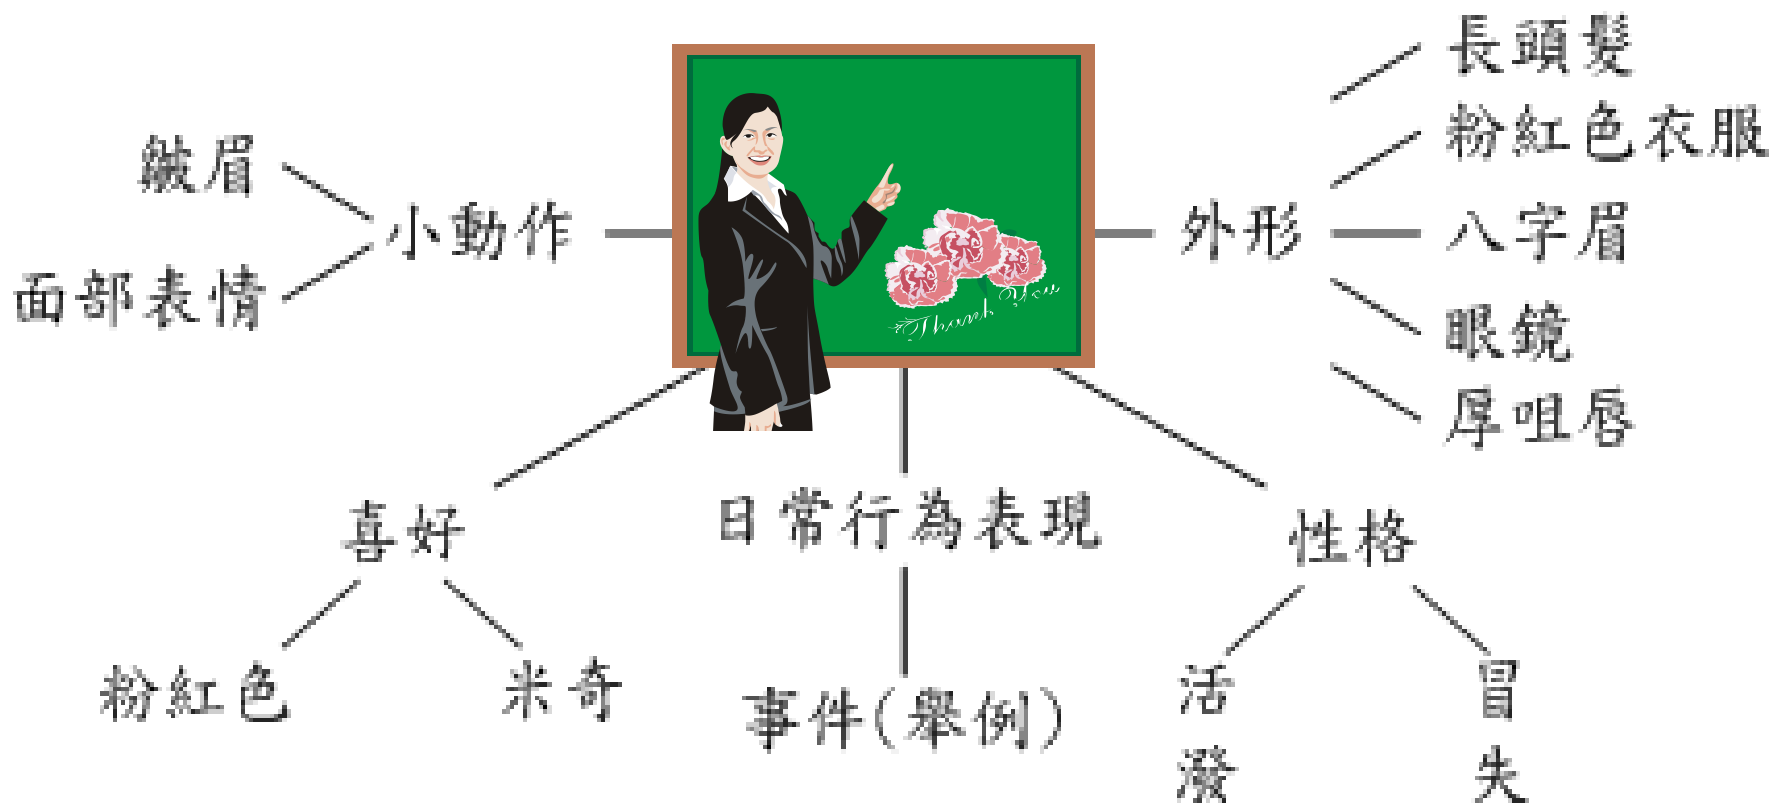 長頭髮
粉紅色衣服
皺眉
小動作
外形
八字眉
面部表情
Thank You
眼鏡
厚咀唇
喜好
日常行為表現
性格
粉紅色
米奇
事件(舉例)
活潑
冒失